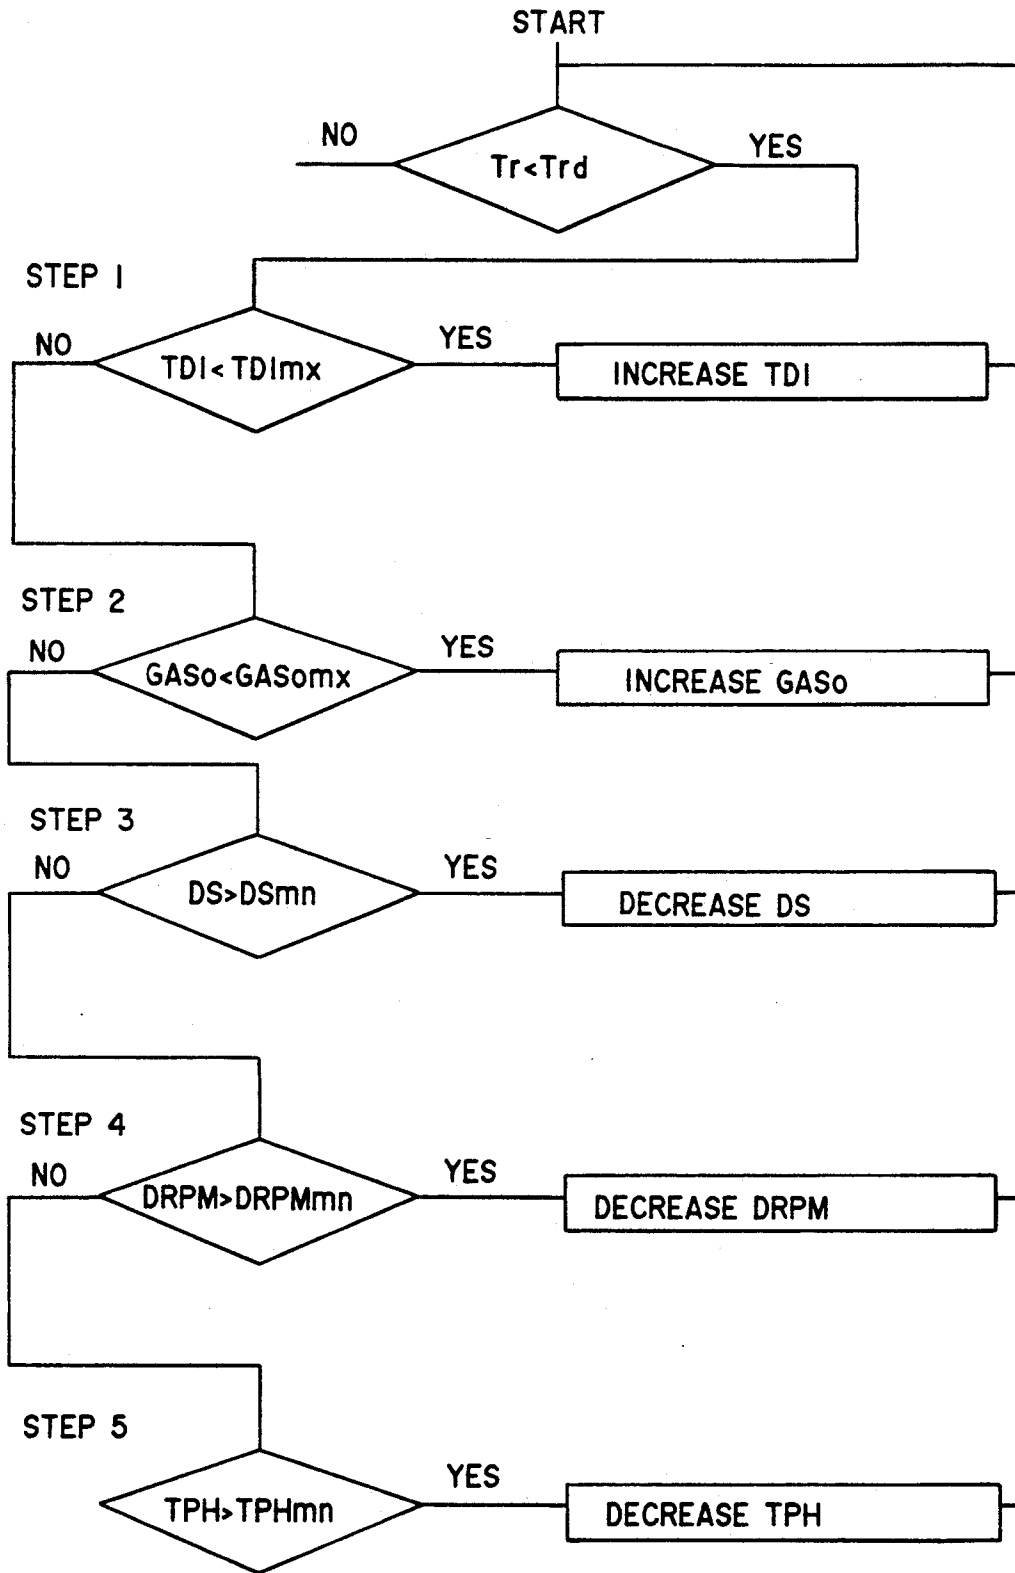 START
NO
Tr<Trd
YES
STEP 1
NO
TDI<TDImx
YES
INCREASE TDI
STEP 2
NO
GASo<GASomx
YES
INCREASE GASo
STEP 3
NO
DS>DSmn
YES
DECREASE DS
STEP 4
NO
DRPM>DRPMmn
YES
DECREASE DRPM
STEP 5
TPH>TPHmn
YES
DECREASE TPH